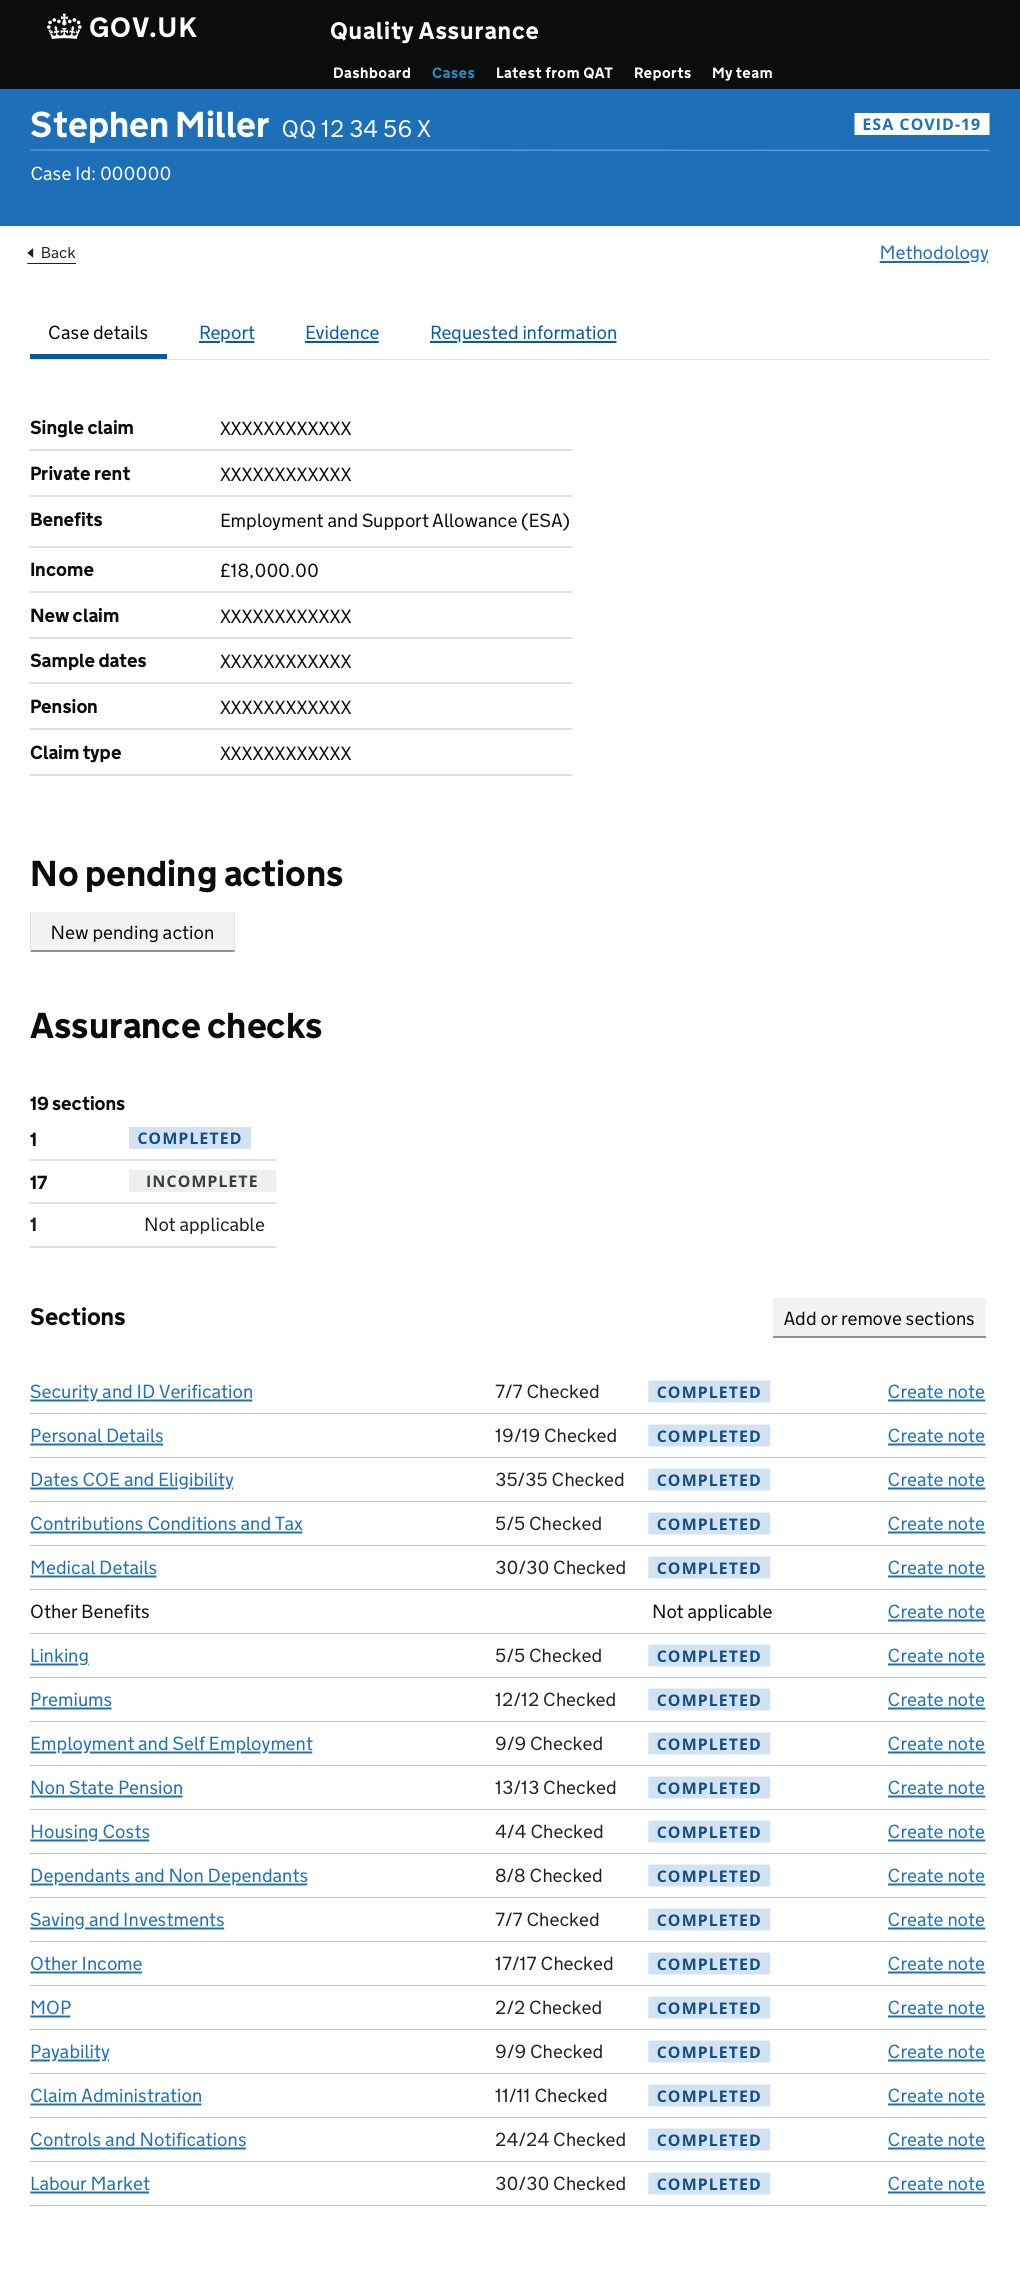 GOV.UK
Quality Assurance
Dashboard Cases Latest from QAT Reports My team
Stephen Miller QQ 12 34 56 X ESA COVID-19
Case Id: 000000
Back Methodology
Case details Report Evidence Requested information
Single claim XXXXXXXXXXXX
Private rent XXXXXXXXXXXX
Benefits Employment and Support Allowance (ESA)
Income £18,000.00
New claim XXXXXXXXXXXX
Sample dates XXXXXXXXXXXX
Pension XXXXXXXXXXXX
Claim type XXXXXXXXXXXX
No pending actions
New pending action
Assurance checks
19 sections
1 COMPLETED
17 INCOMPLETE
1 Not applicable
Sections Add or remove sections
Security and ID Verification 7/7 Checked COMPLETED Create note
Personal Details 19/19 Checked COMPLETED Create note
Dates COE and Eligibility 35/35 Checked COMPLETED Create note
Contributions Conditions and Tax 5/5 Checked COMPLETED Create note
Medical Details 30/30 Checked COMPLETED Create note
Other Benefits Not applicable Create note
Linking 5/5 Checked COMPLETED Create note
Premiums 12/12 Checked COMPLETED Create note
Employment and Self Employment 9/9 Checked COMPLETED Create note
Non State Pension 13/13 Checked COMPLETED Create note
Housing Costs 4/4 Checked COMPLETED Create note
Dependants and Non Dependants 8/8 Checked COMPLETED Create note
Saving and Investments 7/7 Checked COMPLETED Create note
Other Income 17/17 Checked COMPLETED Create note
MOP 2/2 Checked COMPLETED Create note
Payability 9/9 Checked COMPLETED Create note
Claim Administration 11/11 Checked COMPLETED Create note
Controls and Notifications 24/24 Checked COMPLETED Create note
Labour Market 30/30 Checked COMPLETED Create note